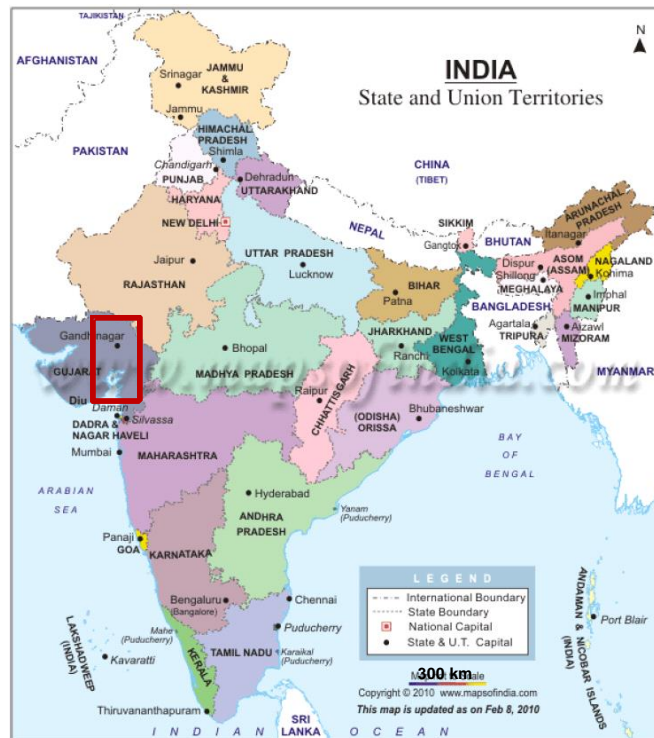 TAJIKISTAN
AFGHANISTAN
N
INDIA
State and Union Territories
JAMMU
&
KASHMIR
Srinagar
Jammu
HIMACHAL
PRADESH
Shimla
PAKISTAN
Chandigarh
PUNJAB
Dehradun
UTTARAKHAND
HARYANA
NEW DELHI
CHINA
(TIBET)
ARUNACHAL
PRADESH
Itanagar
SIKKIM
Gangtok
NEPAL
BHUTAN
Dispur
ASOM
(ASSAM)
NAGALAND
Kohima
Shillong
MEGHALAYA
Imphal
MANIPUR
Jaipur
RAJASTHAN
UTTAR PRADESH
Lucknow
BIHAR
Patna
BANGLADESH
Agartala
TRIPURA
Aizawl
MIZORAM
Gandhinagar
GUJARAT
Bhopal
MADHYA PRADESH
JHARKHAND
Ranchi
WEST
BENGAL
Kolkata
MYANMAR
www.mapsofindia.com
Diu
Daman
Silvassa
DADRA &
NAGAR HAVELI
Raipur
CHHATTISGARH
(ODISHA)
ORISSA
Bhubaneshwar
Mumbai
MAHARASHTRA
ARABIAN
SEA
BAY
OF
BENGAL
Hyderabad
ANDHRA
PRADESH
Yanam
(Puducherry)
Panaji
GOA
KARNATAKA
Bengaluru
(Bangalore)
Chennai
Mahe
(Puducherry)
Puducherry
Karaikal
(Puducherry)
TAMIL NADU
KERALA
LAKSHADWEEP
(INDIA)
Kavaratti
Thiruvananthapuram
SRI
LANKA
INDIAN OCEAN
ANDAMAN & NICOBAR ISLANDS
(INDIA)
Port Blair
LEGEND
International Boundary
State Boundary
National Capital
State & U.T. Capital
300 km
Copyright © 2010 www.mapsofindia.com
This map is updated as on Feb 8, 2010